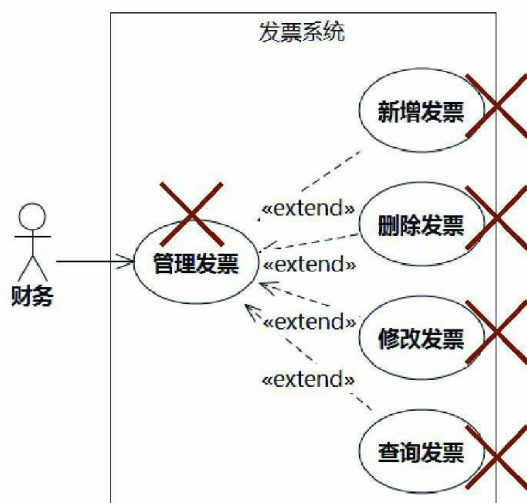 发票系统
新增发票
«extend»
删除发票
«extend»
管理发票
财务
«extend»
修改发票
«extend»
查询发票